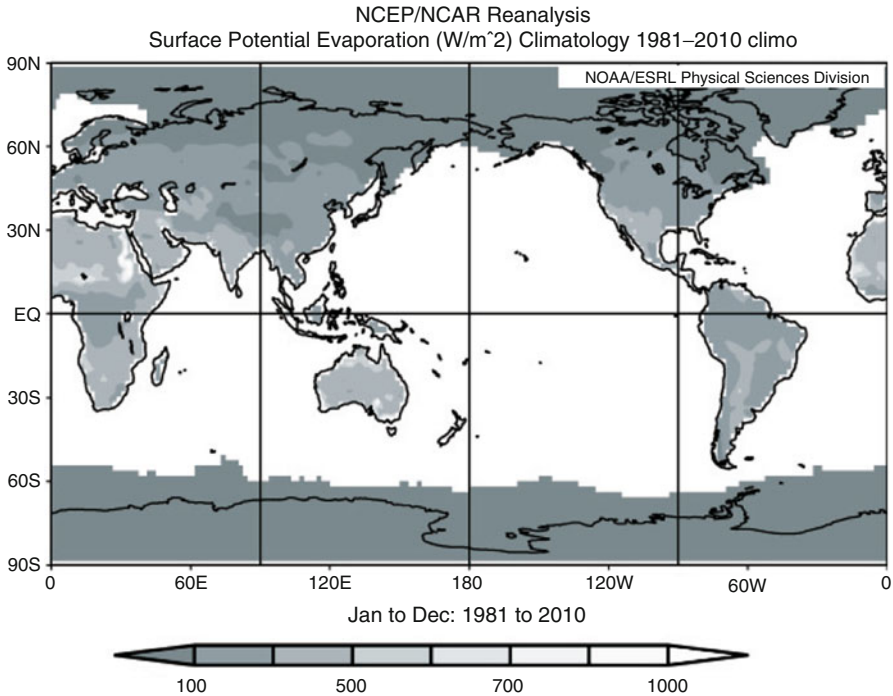 NCEP/NCAR Reanalysis
Surface Potential Evaporation (W/mˆ2) Climatology 1981–2010 climo
NOAA/ESRL Physical Sciences Division
90N
60N
30N
EQ
30S
60S
90S
0 60E 120E 180 120W 60W 0
Jan to Dec: 1981 to 2010
100 500 700 1000